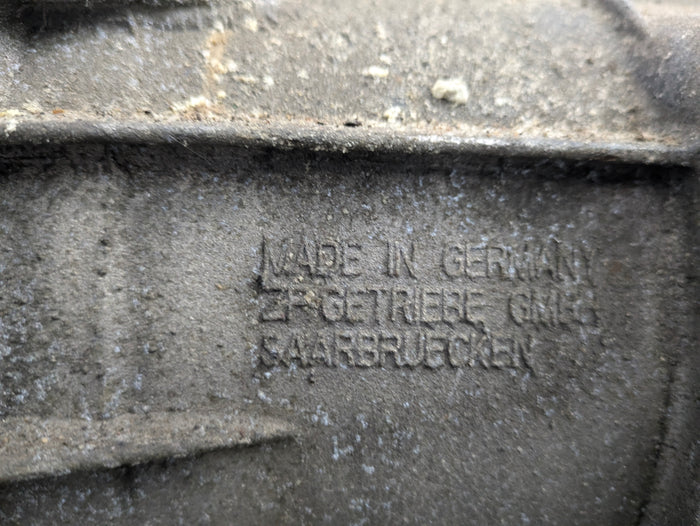 MADE IN GERMANY
ZF-GETRIEBE GMBH
SAARBRUECKEN